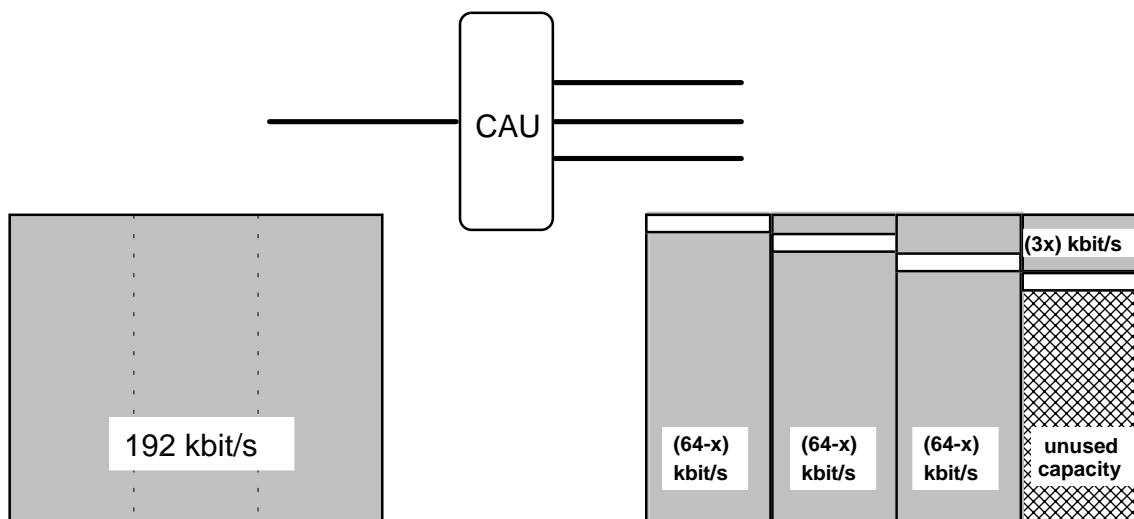 CAU
(3x) kbit/s
192 kbit/s
(64-x)
kbit/s
(64-x)
kbit/s
(64-x)
kbit/s
unused
capacity